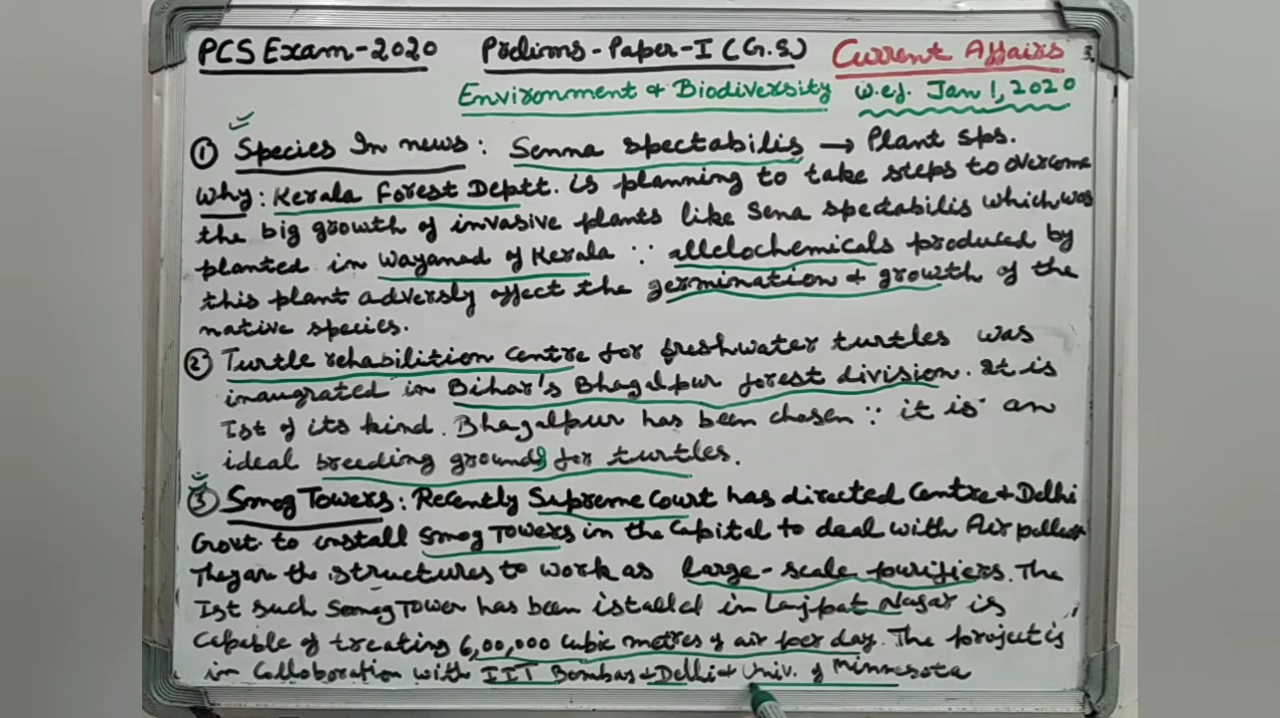 PCS Exam-2020 Prelims-Paper-I (G.S) Current Affairs
Environment & Biodiversity w.e.f. Jan 1, 2020
① Species In news: Senna spectabilis → Plant sps.
Why: Kerala Forest Deptt. is planning to take steps to overcome
the big growth of invasive plants like Sena spectabilis which was
planted in Wayanad of Kerala ∵ allelochemicals produced by
this plant adversly affect the germination & growth of the
native species.
② Turtle rehabilition Centre for freshwater turtles was
inaugrated in Bihar's Bhagalpur forest division. It is
Ist of its kind. Bhagalpur has been chosen ∵ it is an
ideal breeding grounds for turtles.
③ Smog Towers: Recently Supreme Court has directed Centre & Delhi
Govt. to install Smog Towers in the Capital to deal with Air
They are the structures to work as large-scale purifiers. The
Ist such Smog Tower has been istalled in Lajpat Nagar is
capable of treating 6,00,000 cubic metres of air per day. The project is
in Colloboration with IIT Bombay & Delhi & Univ. of Minnesota